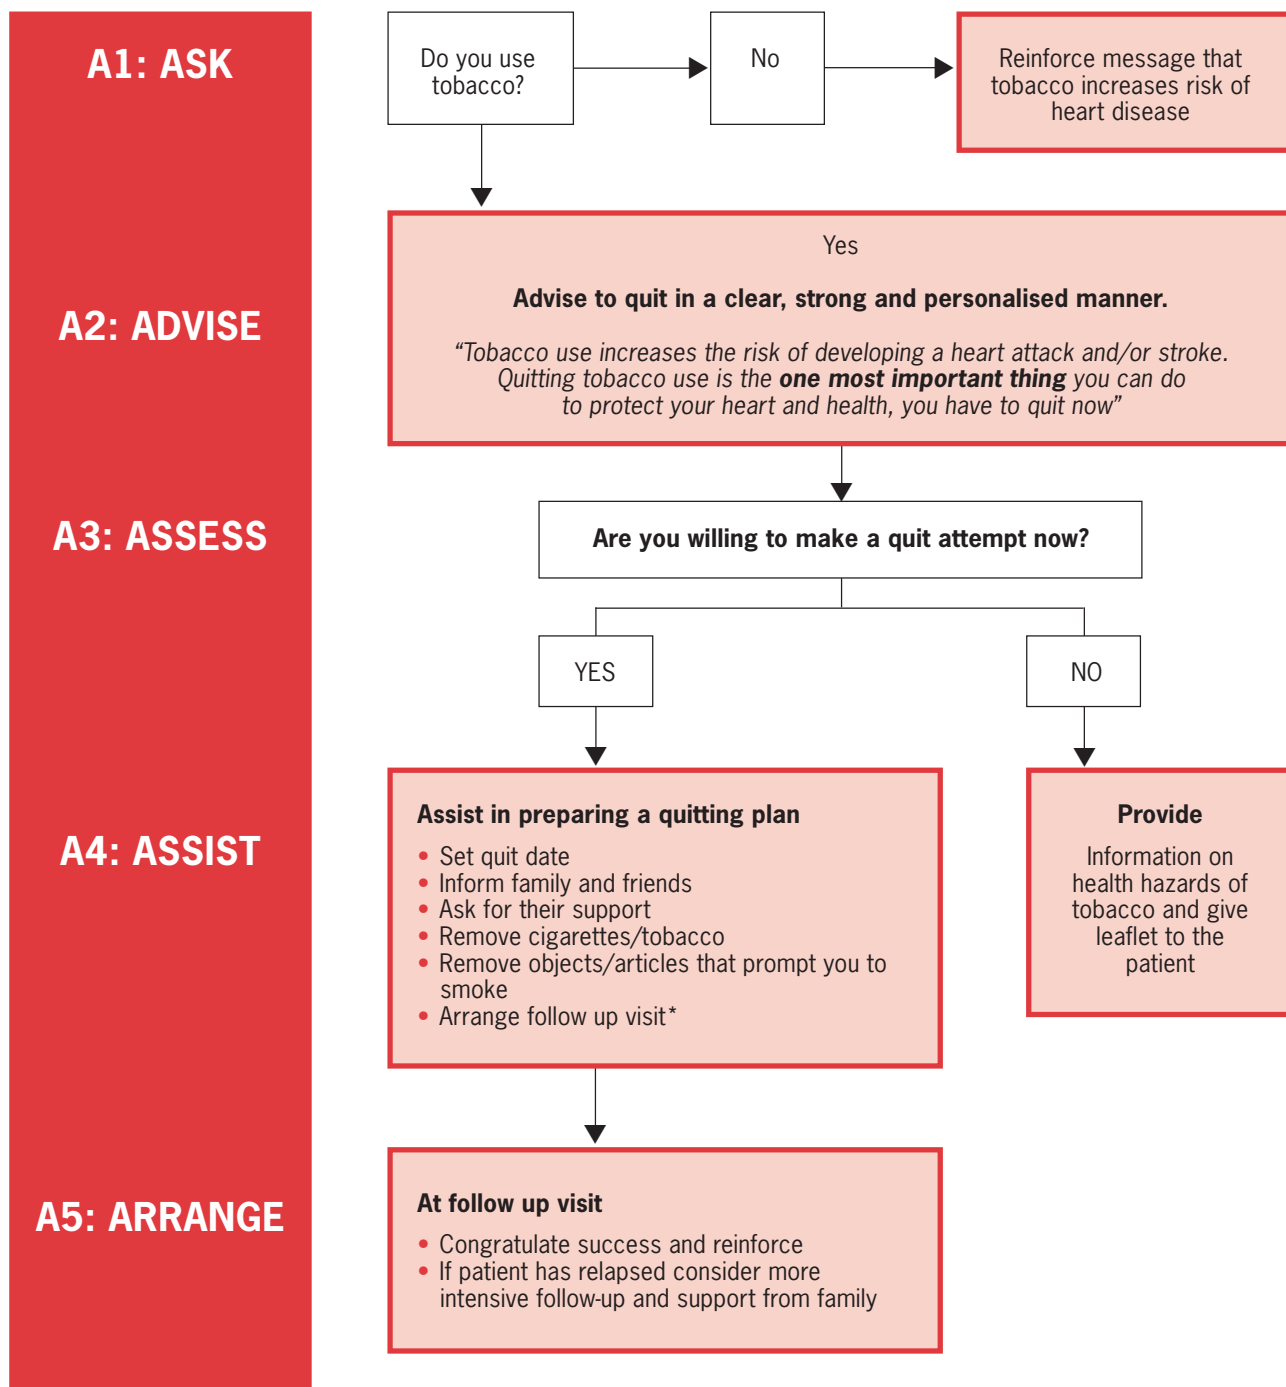 A1: ASK
Do you use
tobacco?
No
Reinforce message that
tobacco increases risk of
heart disease
A2: ADVISE
Yes
Advise to quit in a clear, strong and personalised manner.
“Tobacco use increases the risk of developing a heart attack and/or stroke.
Quitting tobacco use is the one most important thing you can do
to protect your heart and health, you have to quit now”
A3: ASSESS
Are you willing to make a quit attempt now?
YES
NO
A4: ASSIST
Assist in preparing a quitting plan
• Set quit date
• Inform family and friends
• Ask for their support
• Remove cigarettes/tobacco
• Remove objects/articles that prompt you to
smoke
• Arrange follow up visit*
Provide
Information on
health hazards of
tobacco and give
leaflet to the
patient
A5: ARRANGE
At follow up visit
• Congratulate success and reinforce
• If patient has relapsed consider more
intensive follow-up and support from family